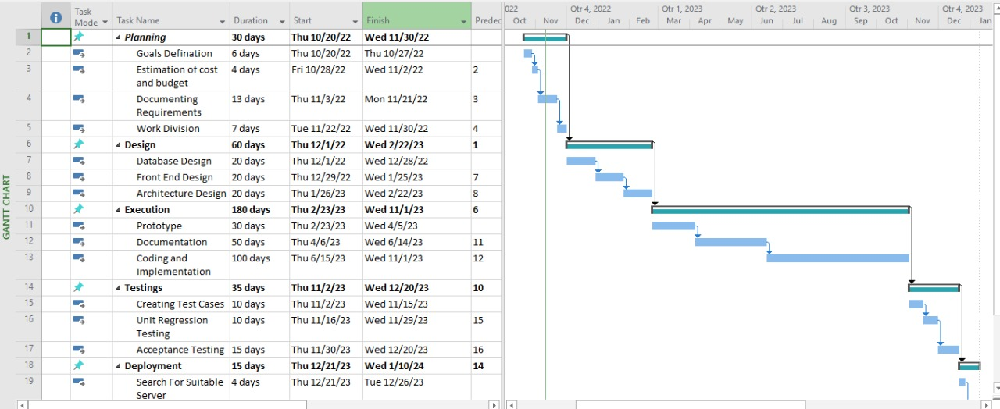 Task Mode Task Name Duration Start Finish Predec
022 Qtr 4, 2022 Qtr 1, 2023 Qtr 2, 2023 Qtr 3, 2023 Qtr 4, 2023
Oct Nov Dec Jan Feb Mar Apr May Jun Jul Aug Sep Oct Nov Dec Jan
1 Planning 30 days Thu 10/20/22 Wed 11/30/22
2 Goals Defination 6 days Thu 10/20/22 Thu 10/27/22
3 Estimation of cost and budget 4 days Fri 10/28/22 Wed 11/2/22 2
4 Documenting Requirements 13 days Thu 11/3/22 Mon 11/21/22 3
5 Work Division 7 days Tue 11/22/22 Wed 11/30/22 4
6 Design 60 days Thu 12/1/22 Wed 2/22/23 1
7 Database Design 20 days Thu 12/1/22 Wed 12/28/22
8 Front End Design 20 days Thu 12/29/22 Wed 1/25/23 7
9 Architecture Design 20 days Thu 1/26/23 Wed 2/22/23 8
10 Execution 180 days Thu 2/23/23 Wed 11/1/23 6
11 Prototype 30 days Thu 2/23/23 Wed 4/5/23
12 Documentation 50 days Thu 4/6/23 Wed 6/14/23 11
13 Coding and Implementation 100 days Thu 6/15/23 Wed 11/1/23 12
14 Testings 35 days Thu 11/2/23 Wed 12/20/23 10
15 Creating Test Cases 10 days Thu 11/2/23 Wed 11/15/23
16 Unit Regression Testing 10 days Thu 11/16/23 Wed 11/29/23 15
17 Acceptance Testing 15 days Thu 11/30/23 Wed 12/20/23 16
18 Deployment 15 days Thu 12/21/23 Wed 1/10/24 14
19 Search For Suitable Server 4 days Thu 12/21/23 Tue 12/26/23
GANTT CHART